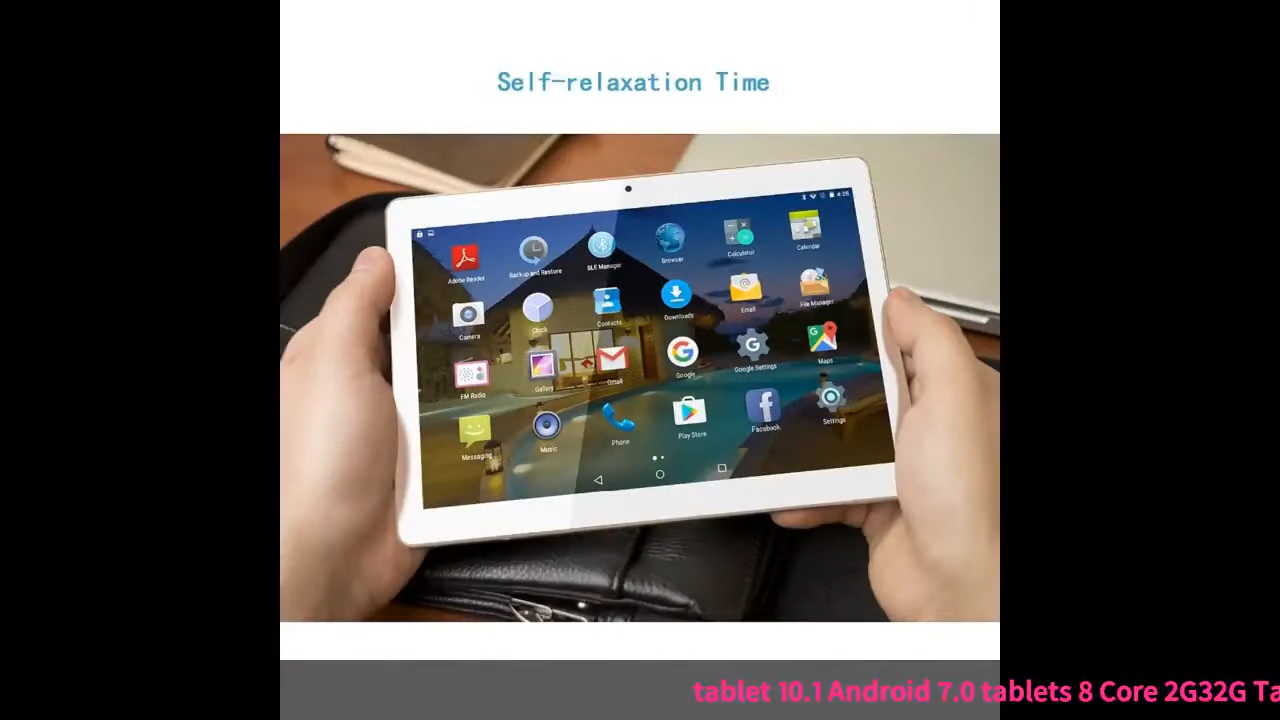 Self-relaxation Time
4:26
Adobe Reader
Backup and Restore
BLE Manager
Browser
Calculator
Calendar
Camera
Clock
Contacts
Downloads
Email
File Manager
FM Radio
Gallery
Gmail
Google
Google Settings
Maps
Messaging
Music
Phone
Play Store
Facebook
Settings
tablet 10.1 Android 7.0 tablets 8 Core 2G32G Ta